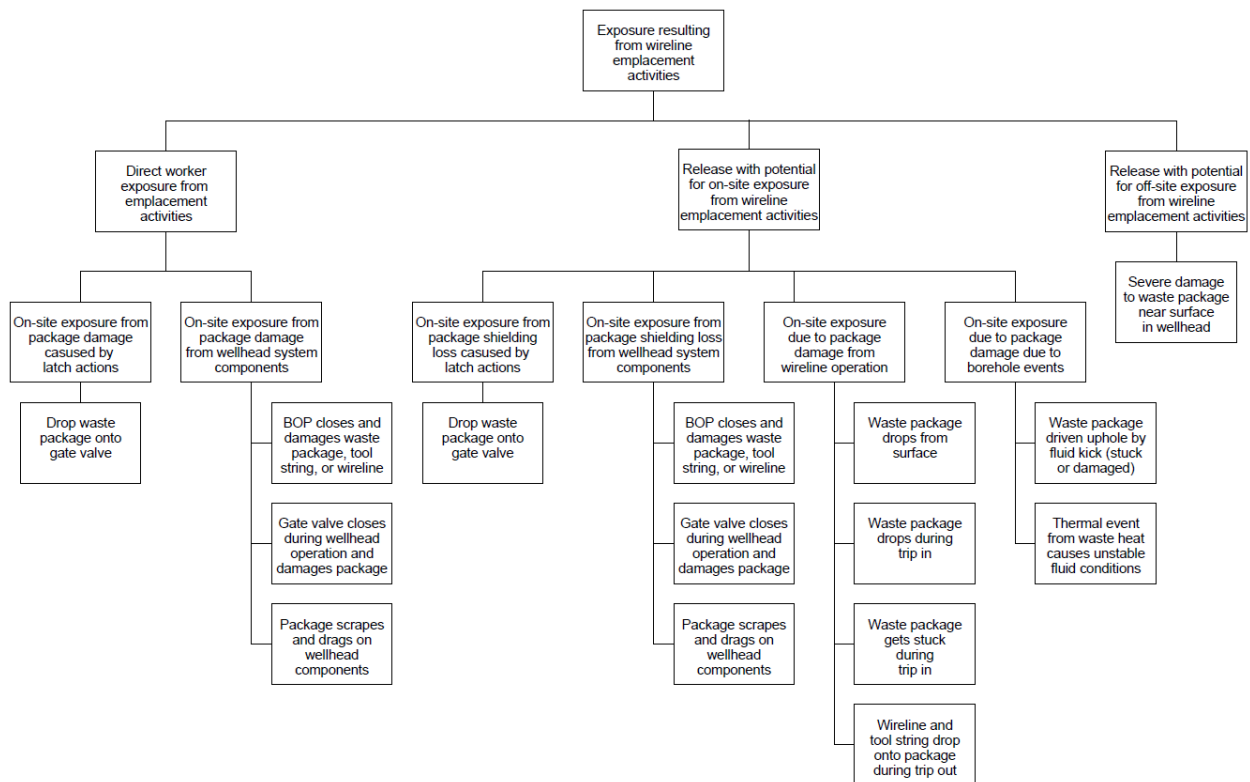 Exposure resulting
from wireline
emplacement
activities
Direct worker
exposure from
emplacement
activities
Release with potential
for on-site exposure
from wireline
emplacement activities
Release with potential
for off-site exposure
from wireline
emplacement activities
On-site exposure from
package damage
casused by
latch actions
On-site exposure from
package damage
from wellhead system
components
On-site exposure from
package shielding
loss casused by
latch actions
On-site exposure from
package shielding loss
from wellhead system
components
On-site exposure
due to package
damage from
wireline operation
On-site exposure
due to package
damage due to
borehole events
Severe damage
to waste package
near surface
in wellhead
Drop waste
package onto
gate valve
BOP closes and
damages waste
package, tool
string, or wireline
Gate valve closes
during wellhead
operation and
damages package
Package scrapes
and drags on
wellhead
components
Drop waste
package onto
gate valve
BOP closes and
damages waste
package, tool
string, or wireline
Gate valve closes
during wellhead
operation and
damages package
Package scrapes
and drags on
wellhead
components
Waste package
drops from
surface
Waste package
drops during
trip in
Waste package
gets stuck
during
trip in
Wireline and
tool string drop
onto package
during trip out
Waste package
driven uphole by
fluid kick (stuck
or damaged)
Thermal event
from waste heat
causes unstable
fluid conditions